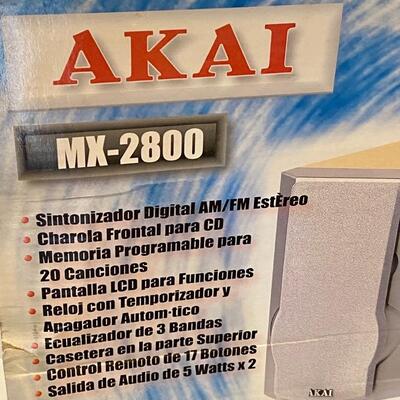 AKAI
MX-2800
• Sintonizador Digital AM/FM EstÈreo
• Charola Frontal para CD
• Memoria Programable para
20 Canciones
• Pantalla LCD para Funciones
• Reloj con Temporizador y
Apagador Autom·tico
• Ecualizador de 3 Bandas
• Casetera en la parte Superior
• Control Remoto de 17 Botones
• Salida de Audio de 5 Watts x 2
AKAI